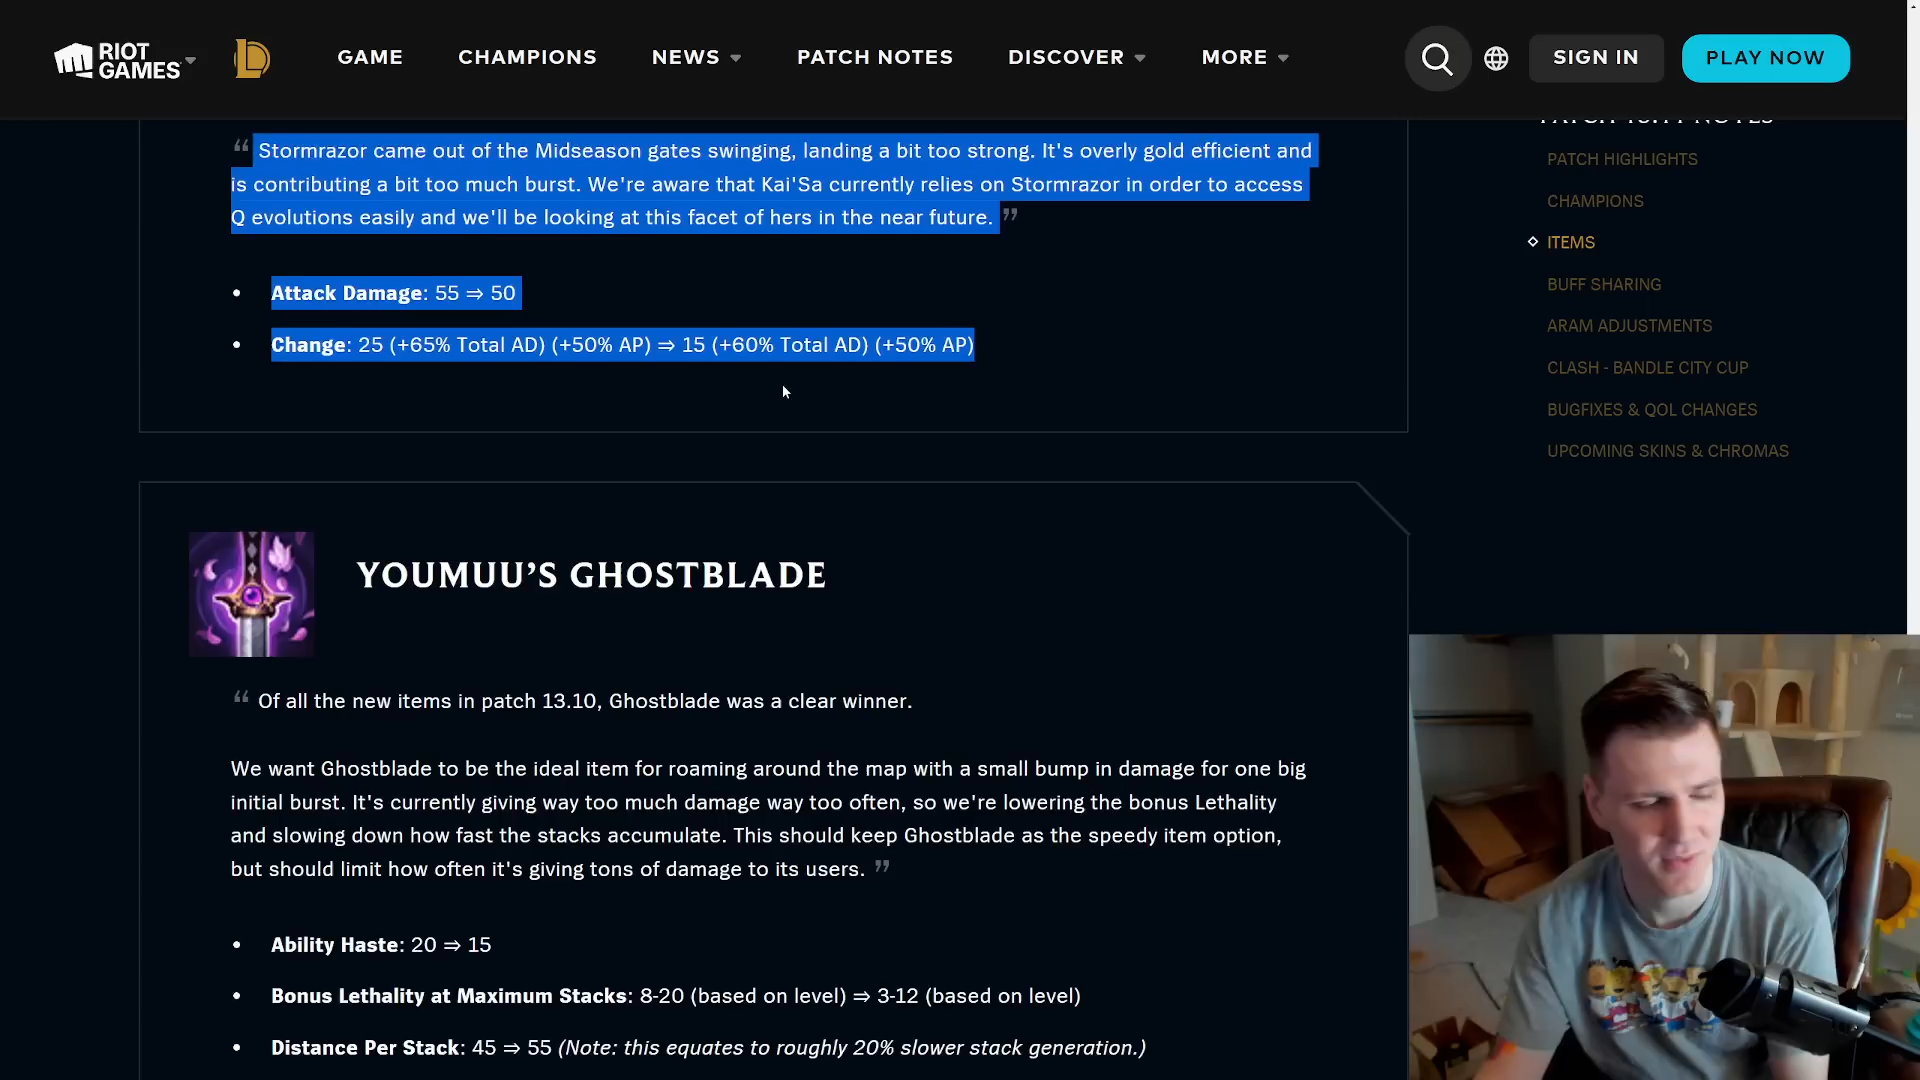 RIOT GAMES
GAME
CHAMPIONS
NEWS
PATCH NOTES
DISCOVER
MORE
SIGN IN
PLAY NOW
“ Stormrazor came out of the Midseason gates swinging, landing a bit too strong. It's overly gold efficient and
is contributing a bit too much burst. We're aware that Kai'Sa currently relies on Stormrazor in order to access
Q evolutions easily and we'll be looking at this facet of hers in the near future. ”
• Attack Damage: 55 ⇒ 50
• Change: 25 (+65% Total AD) (+50% AP) ⇒ 15 (+60% Total AD) (+50% AP)
YOUMUU’S GHOSTBLADE
“ Of all the new items in patch 13.10, Ghostblade was a clear winner.
We want Ghostblade to be the ideal item for roaming around the map with a small bump in damage for one big
initial burst. It's currently giving way too much damage way too often, so we're lowering the bonus Lethality
and slowing down how fast the stacks accumulate. This should keep Ghostblade as the speedy item option,
but should limit how often it's giving tons of damage to its users. ”
• Ability Haste: 20 ⇒ 15
• Bonus Lethality at Maximum Stacks: 8-20 (based on level) ⇒ 3-12 (based on level)
• Distance Per Stack: 45 ⇒ 55 (Note: this equates to roughly 20% slower stack generation.)
PATCH HIGHLIGHTS
CHAMPIONS
ITEMS
BUFF SHARING
ARAM ADJUSTMENTS
CLASH - BANDLE CITY CUP
BUGFIXES & QOL CHANGES
UPCOMING SKINS & CHROMAS